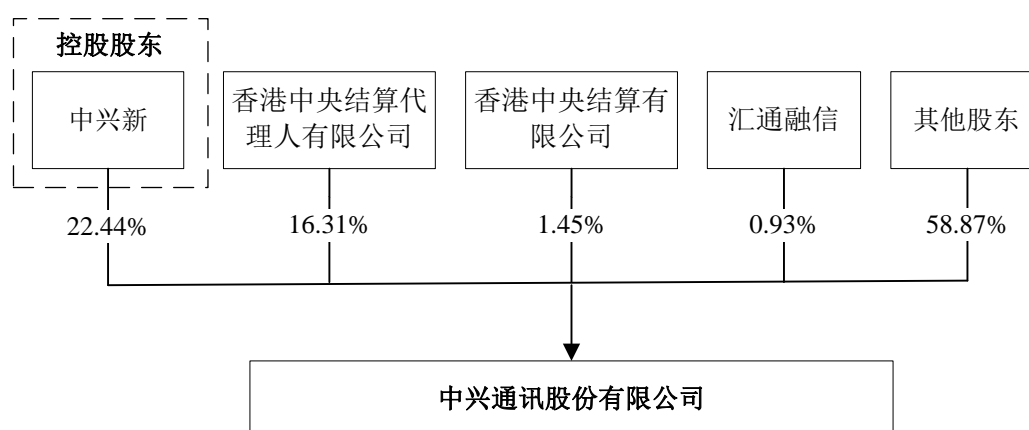 控股股东
中兴新
香港中央结算代
理人有限公司
香港中央结算有
限公司
汇通融信
其他股东
22.44%
16.31%
1.45%
0.93%
58.87%
中兴通讯股份有限公司